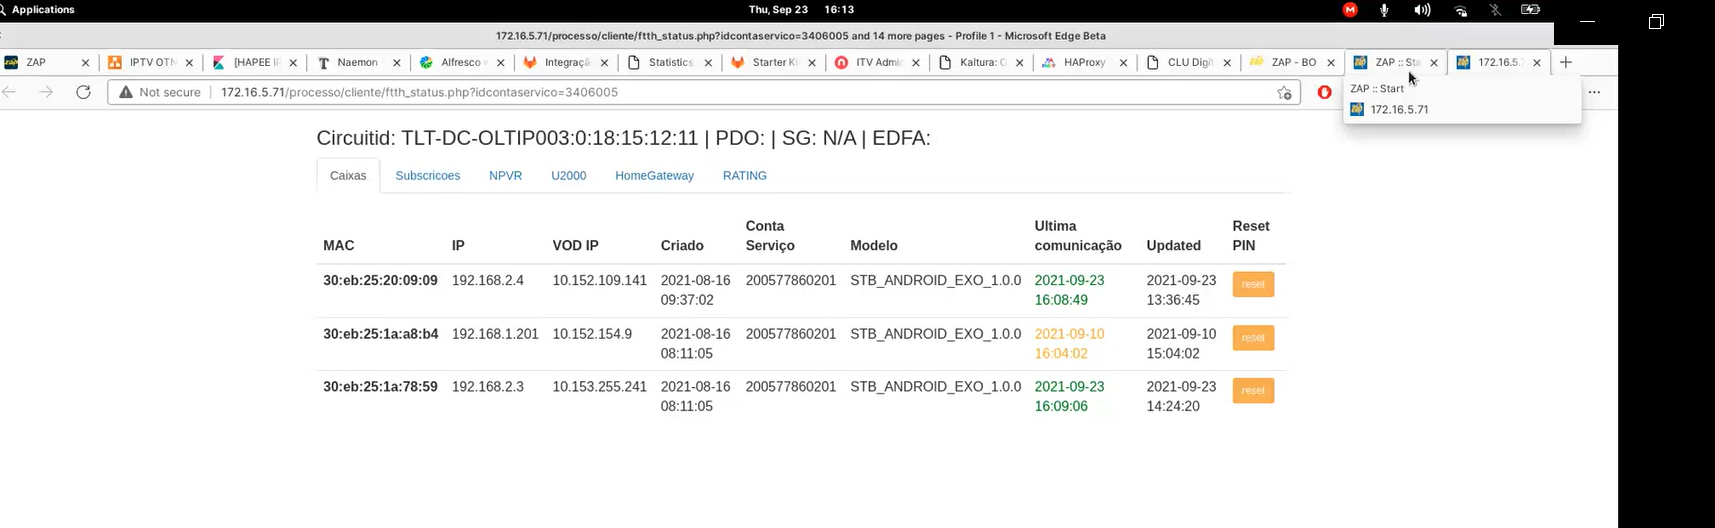 Applications
Thu, Sep 23 16:13
172.16.5.71/processo/cliente/ftth_status.php?idcontaservico=3406005 and 14 more pages - Profile 1 - Microsoft Edge Beta
ZAP
IPTV OTN
[HAPEE
Naemon -
Alfresco
Integraçã
Statistics
Starter Ki
ITV Admi
Kaltura:
HAProxy
CLU Digi
ZAP - BO
ZAP :: Sta
172.16.5.
Not secure 172.16.5.71/processo/cliente/ftth_status.php?idcontaservico=3406005
ZAP :: Start
172.16.5.71
Circuitid: TLT-DC-OLTIP003:0:18:15:12:11 | PDO: | SG: N/A | EDFA:
Caixas Subscricoes NPVR U2000 HomeGateway RATING
MAC IP VOD IP Criado Conta Serviço Modelo Ultima comunicação Updated Reset PIN
30:eb:25:20:09:09 192.168.2.4 10.152.109.141 2021-08-16 09:37:02 200577860201 STB_ANDROID_EXO_1.0.0 2021-09-23 16:08:49 2021-09-23 13:36:45 reset
30:eb:25:1a:a8:b4 192.168.1.201 10.152.154.9 2021-08-16 08:11:05 200577860201 STB_ANDROID_EXO_1.0.0 2021-09-10 16:04:02 2021-09-10 15:04:02 reset
30:eb:25:1a:78:59 192.168.2.3 10.153.255.241 2021-08-16 08:11:05 200577860201 STB_ANDROID_EXO_1.0.0 2021-09-23 16:09:06 2021-09-23 14:24:20 reset